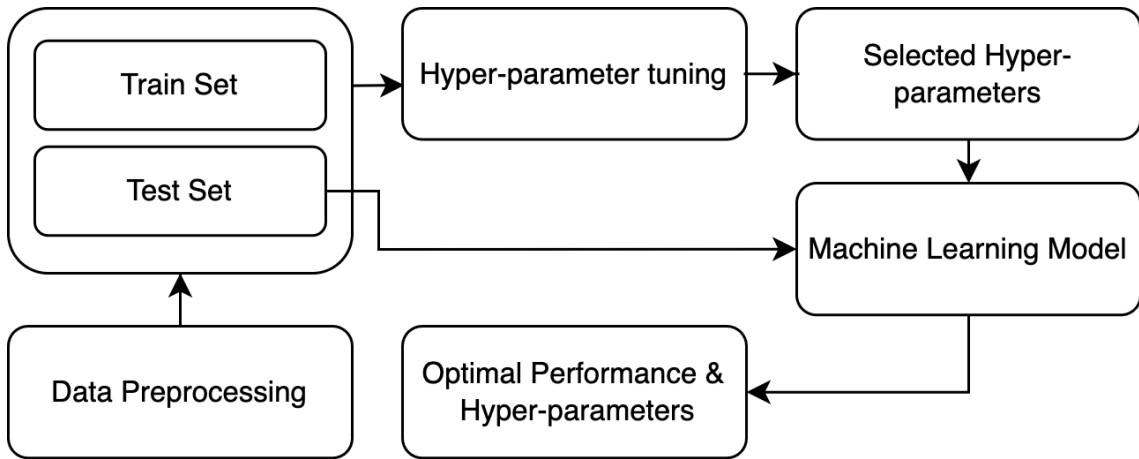 Train Set
Test Set
Hyper-parameter tuning
Selected Hyper-
parameters
Machine Learning Model
Data Preprocessing
Optimal Performance &
Hyper-parameters